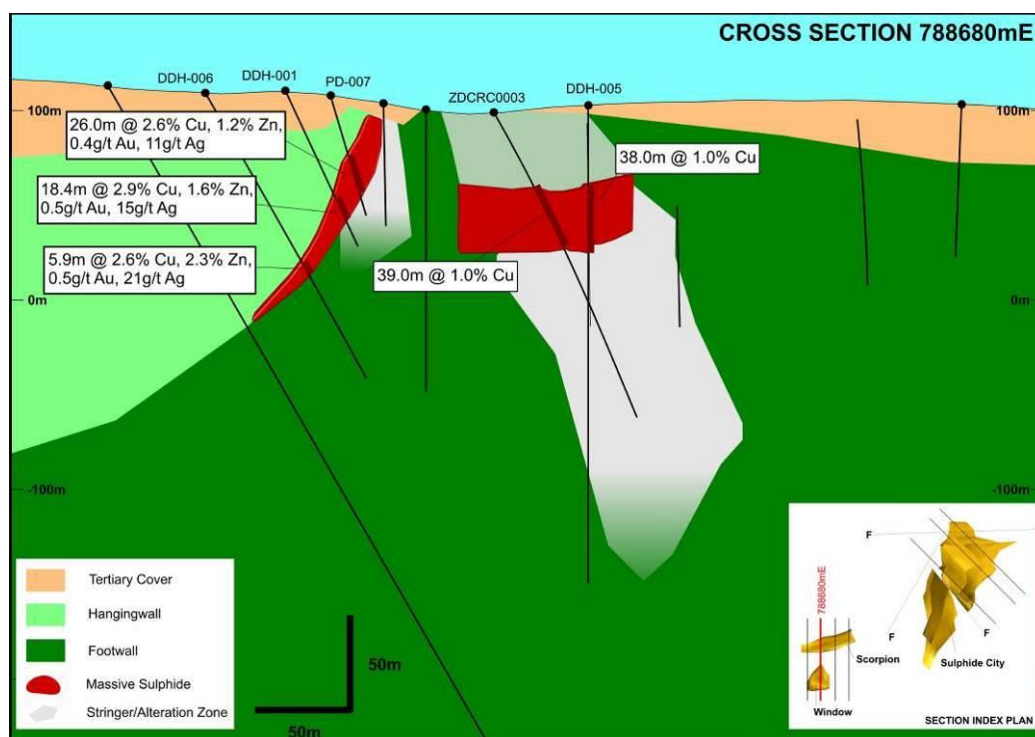 CROSS SECTION 788680mE
DDH-006
DDH-001
PD-007
ZDCRC0003
DDH-005
100m
100m
26.0m @ 2.6% Cu, 1.2% Zn,
0.4g/t Au, 11g/t Ag
38.0m @ 1.0% Cu
18.4m @ 2.9% Cu, 1.6% Zn,
0.5g/t Au, 15g/t Ag
5.9m @ 2.6% Cu, 2.3% Zn,
0.5g/t Au, 21g/t Ag
39.0m @ 1.0% Cu
0m
0m
-100m
-100m
Tertiary Cover
Hangingwall
Footwall
Massive Sulphide
Stringer/Alteration Zone
50m
50m
F
788680mE
F
F
Scorpion
Sulphide City
Window
SECTION INDEX PLAN